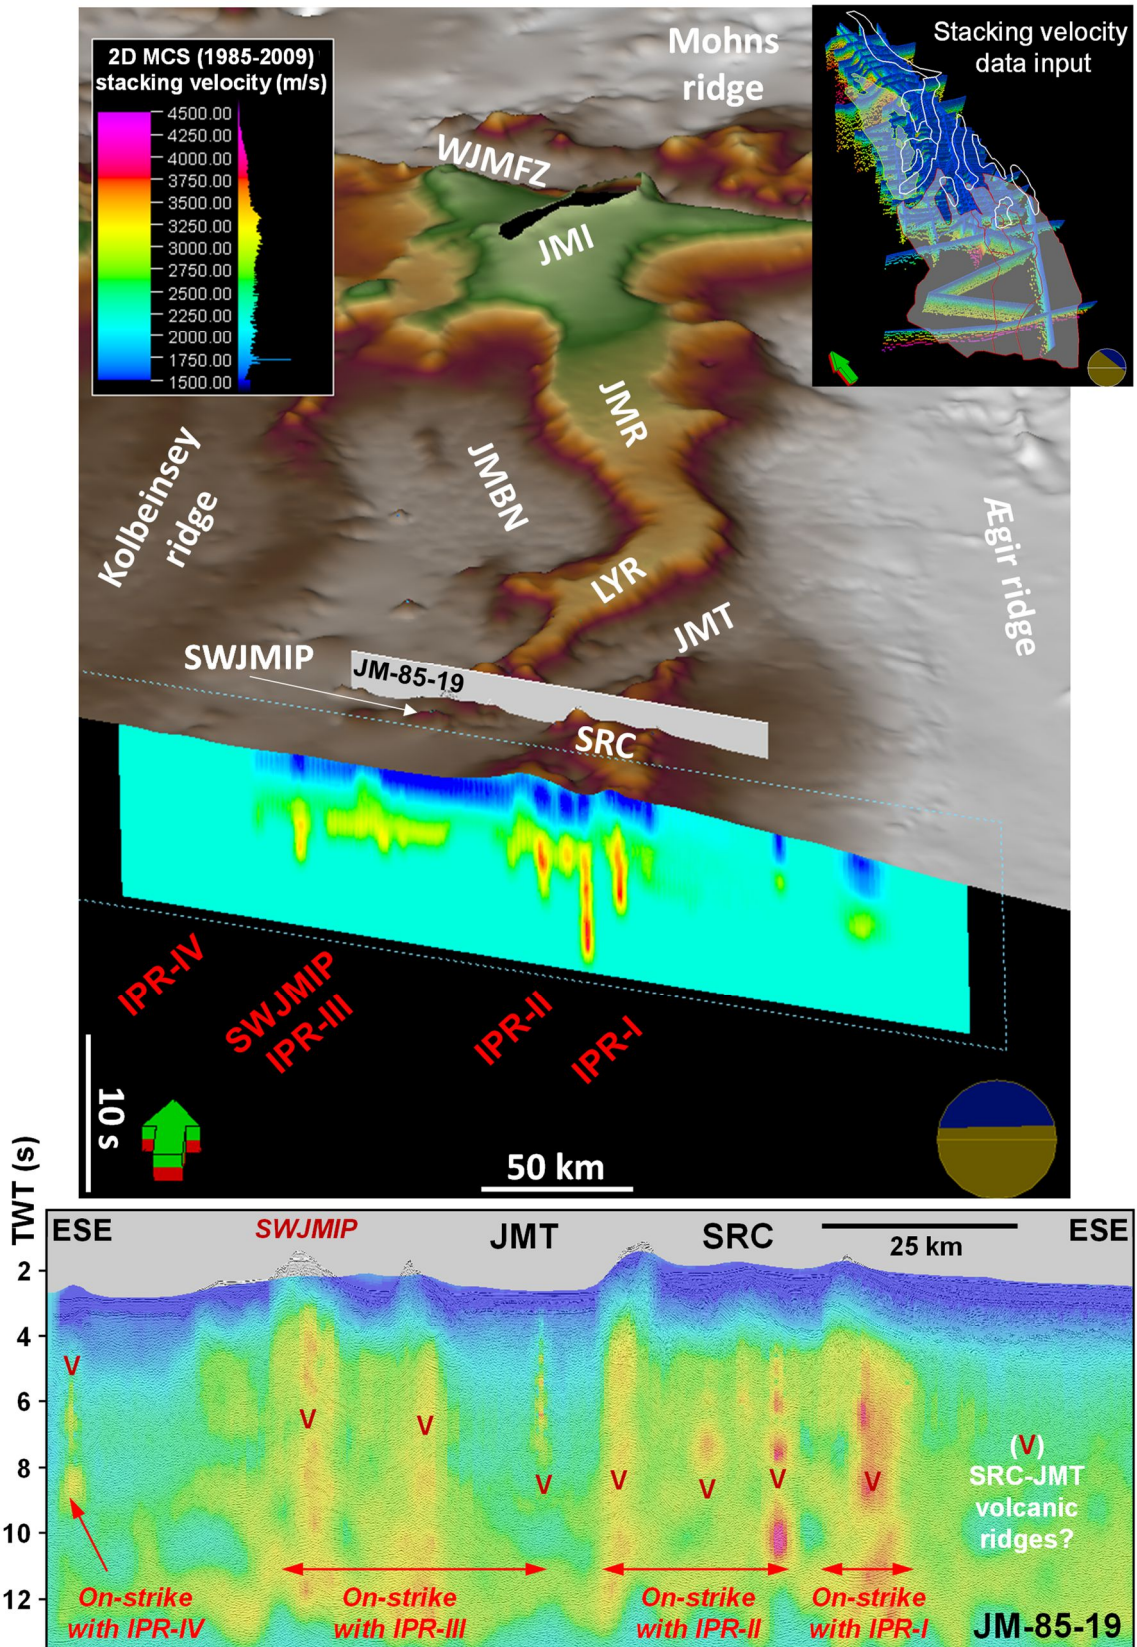 2D MCS (1985-2009)
stacking velocity (m/s)
4500.00
4250.00
4000.00
3750.00
3500.00
3250.00
3000.00
2750.00
2500.00
2250.00
2000.00
1750.00
1500.00
Mohns
ridge
Stacking velocity
data input
WJMFZ
JMI
JMR
JMBN
Kolbeinsey
ridge
Ægir ridge
LYR
JMT
SWJMIP
JM-85-19
SRC
IPR-IV
SWJMIP
IPR-III
IPR-II
IPR-I
10 s
50 km
TWT (s)
2
4
6
8
10
12
ESE
SWJMIP
JMT
SRC
25 km
ESE
V
V
V
V
V
V
V
V
(V)
SRC-JMT
volcanic
ridges?
On-strike
with IPR-IV
On-strike
with IPR-III
On-strike
with IPR-II
On-strike
with IPR-I
JM-85-19